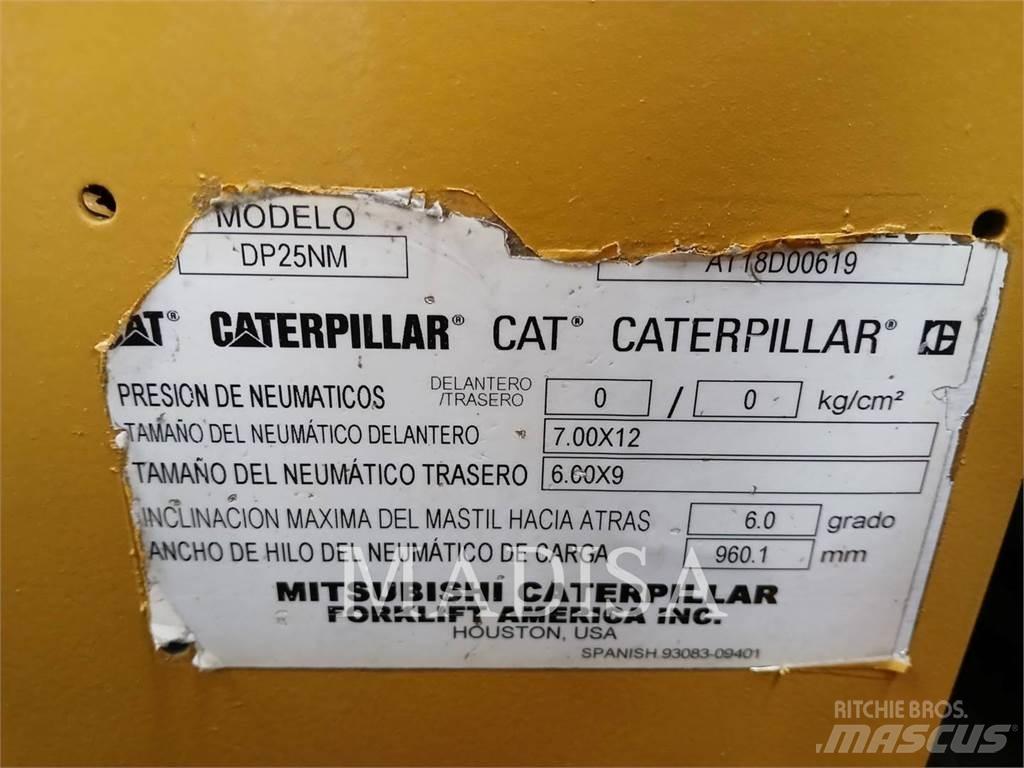 MODELO
DP25NM
AT18D00619
CAT® CATERPILLAR® CAT® CATERPILLAR®
PRESION DE NEUMATICOS DELANTERO /TRASERO 0 / 0 kg/cm²
TAMAÑO DEL NEUMÁTICO DELANTERO 7.00X12
TAMAÑO DEL NEUMÁTICO TRASERO 6.00X9
INCLINACION MAXIMA DEL MASTIL HACIA ATRAS 6.0 grado
ANCHO DE HILO DEL NEUMÁTICO DE CARGA 960.1 mm
MADISA
MITSUBISHI CATERPILLAR
FORKLIFT AMERICA INC.
HOUSTON, USA
SPANISH 93083-09401
RITCHIE BROS.
MASCUS